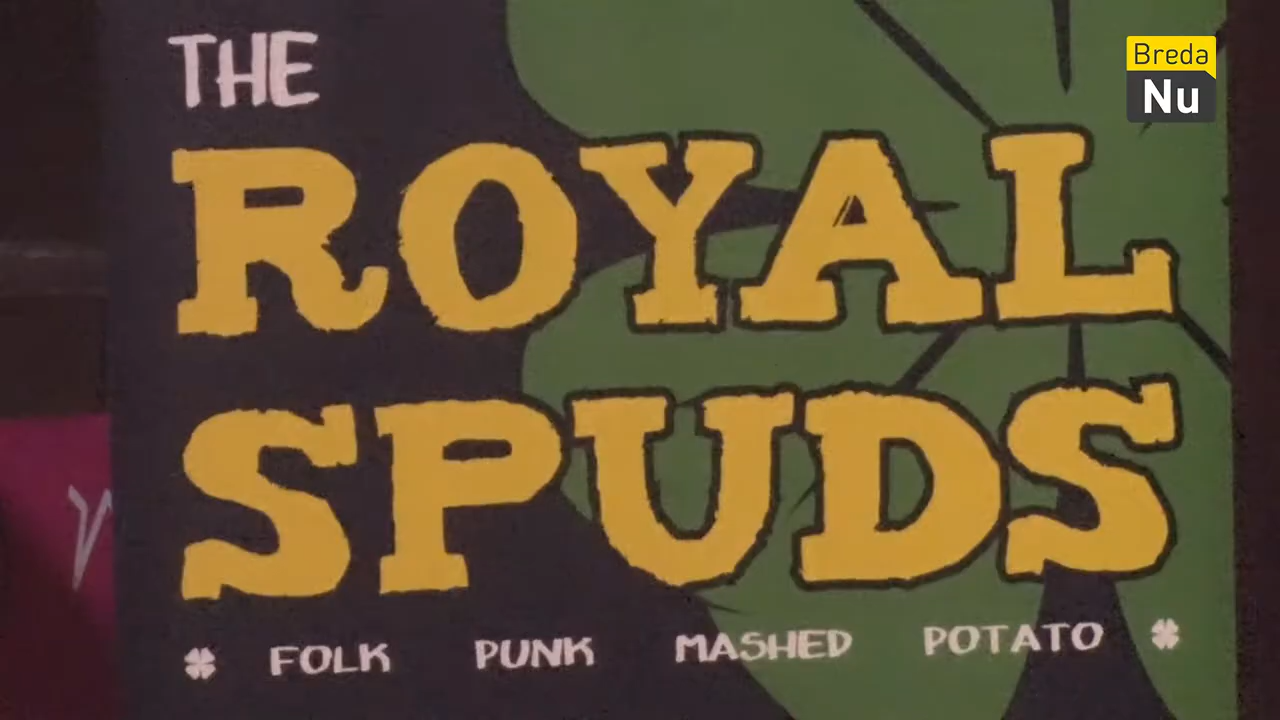 THE
Breda
Nu
ROYAL
SPUDS
FOLK PUNK MASHED POTATO